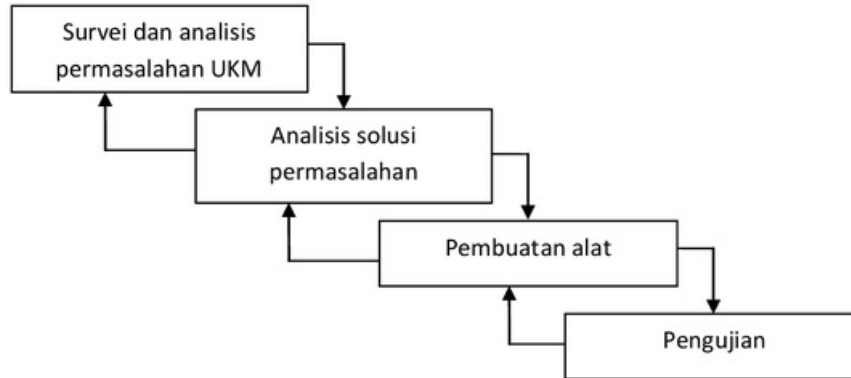 Survei dan analisis
permasalahan UKM
Analisis solusi
permasalahan
Pembuatan alat
Pengujian